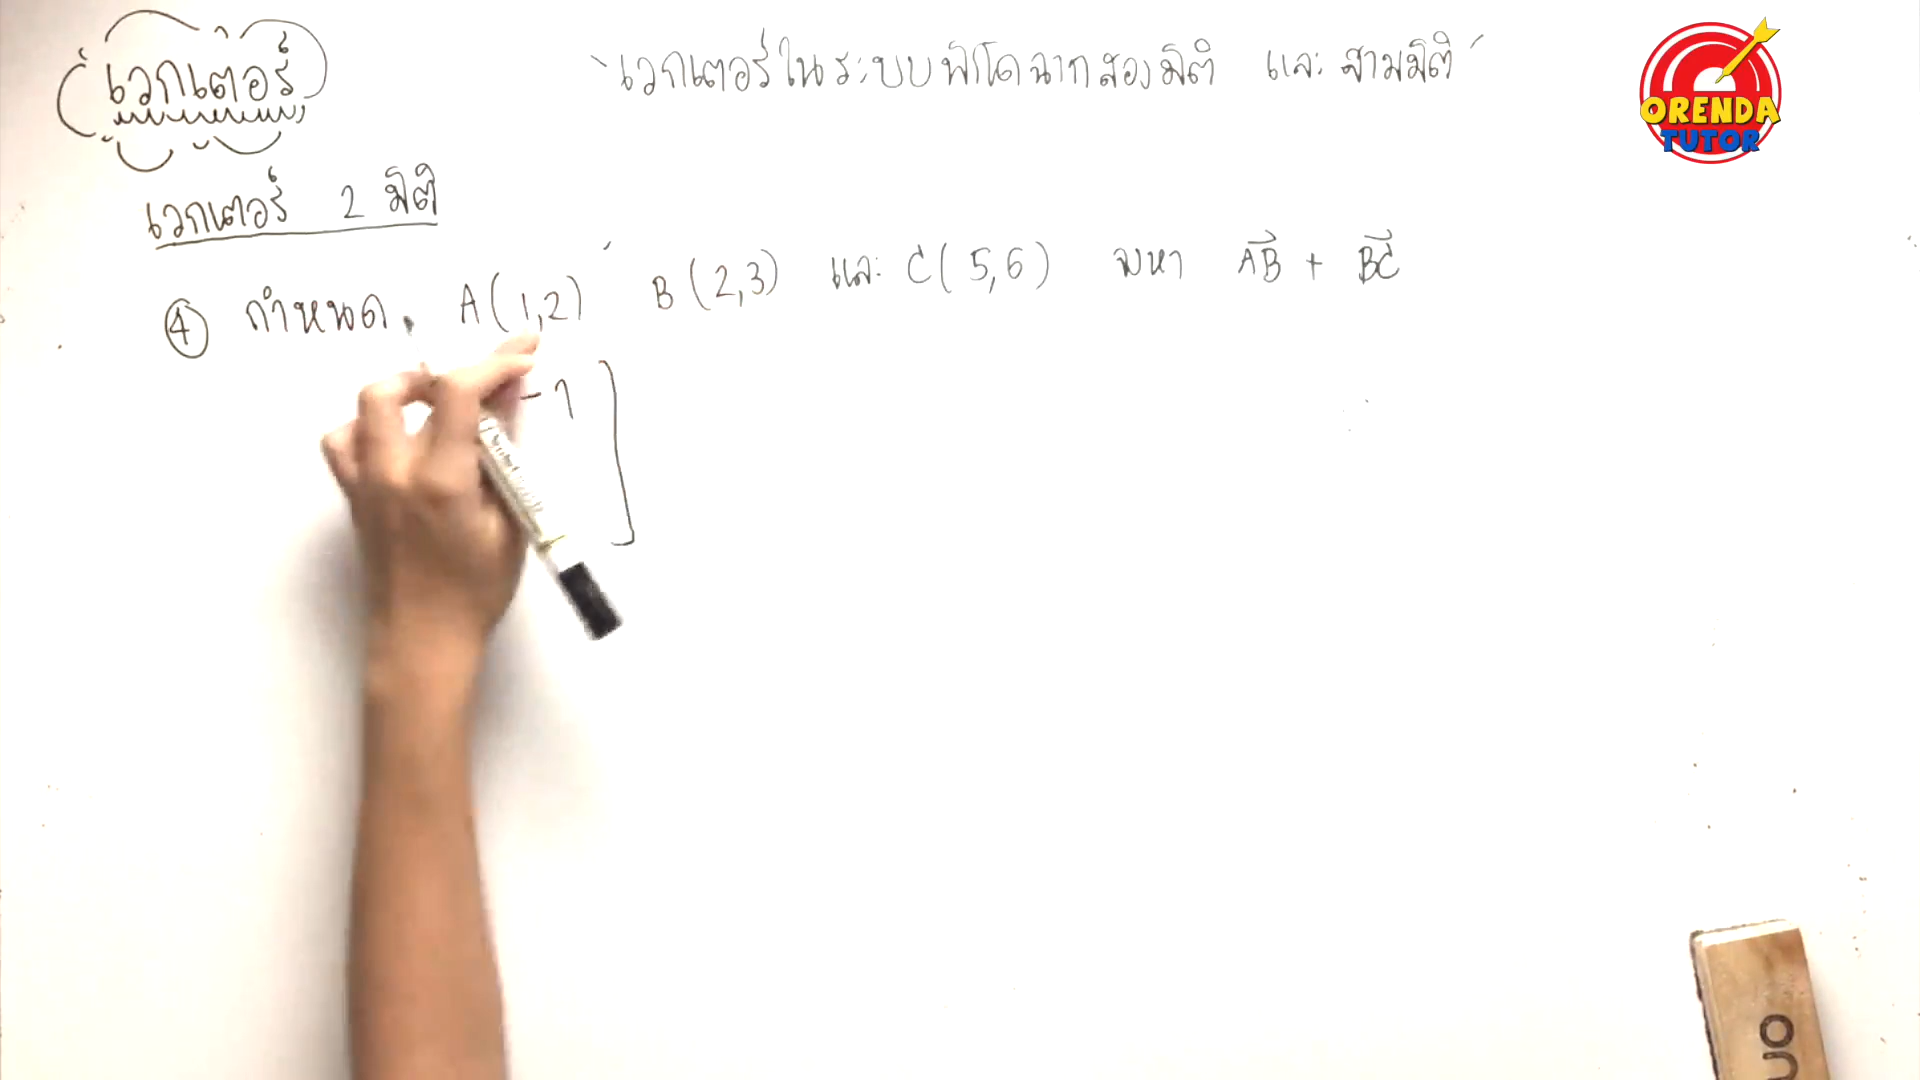 เวกเตอร์
"เวกเตอร์ในระบบพิกัดฉากสองมิติ และ สามมิติ"
ORENDA
TUTOR
เวกเตอร์ 2 มิติ
④ กำหนด A(1,2) B(2,3) และ C(5,6) จงหา AB + BC
-1